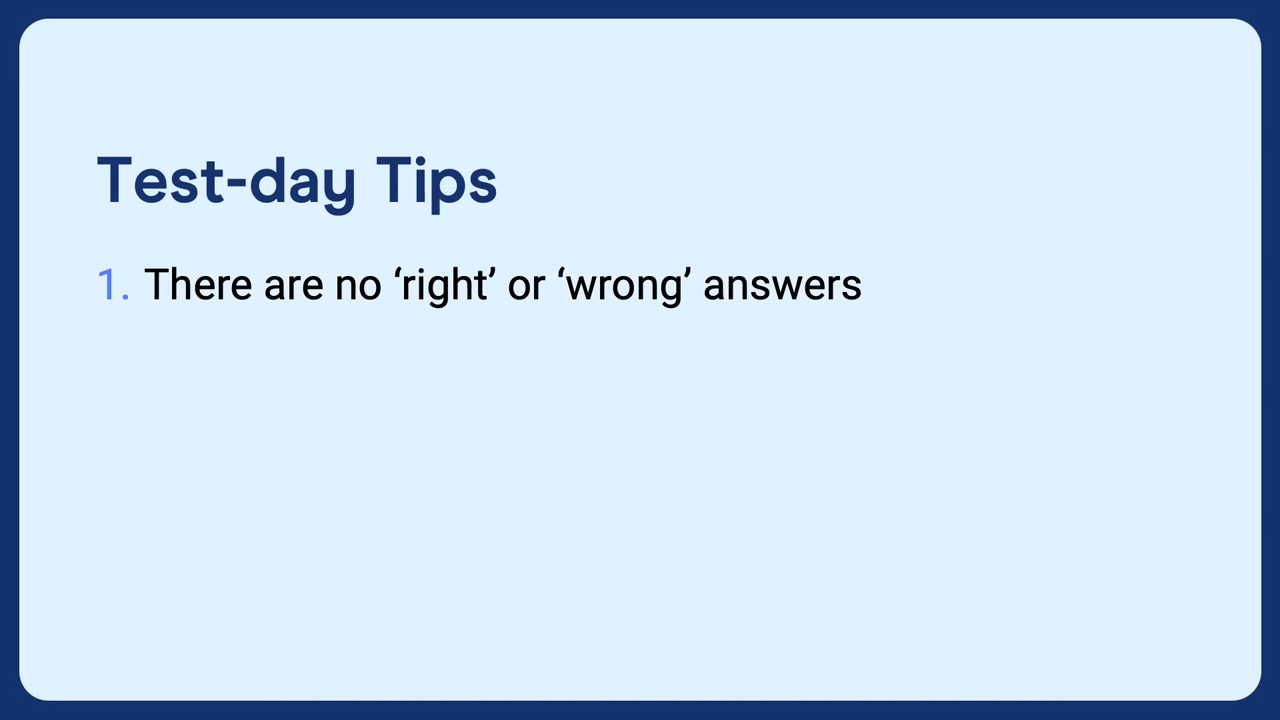 Test-day Tips
1. There are no ‘right’ or ‘wrong’ answers